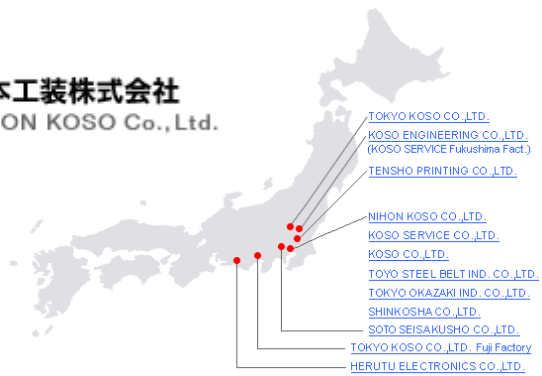 本工装株式会社
ON KOSO Co., Ltd.
TOKYO KOSO CO.,LTD.
KOSO ENGINEERING CO.,LTD.
(KOSO SERVICE Fukushima Fact.)
TENSHO PRINTING CO.,LTD.
NIHON KOSO CO.,LTD.
KOSO SERVICE CO.,LTD.
KOSO CO.,LTD.
TOYO STEEL BELT IND. CO.,LTD.
TOKYO OKAZAKI IND. CO.,LTD.
SHINKOSHA CO.,LTD.
SOTO SEISAKUSHO CO.,LTD.
TOKYO KOSO CO.,LTD. Fuji Factory
HERUTU ELECTRONICS CO.,LTD.